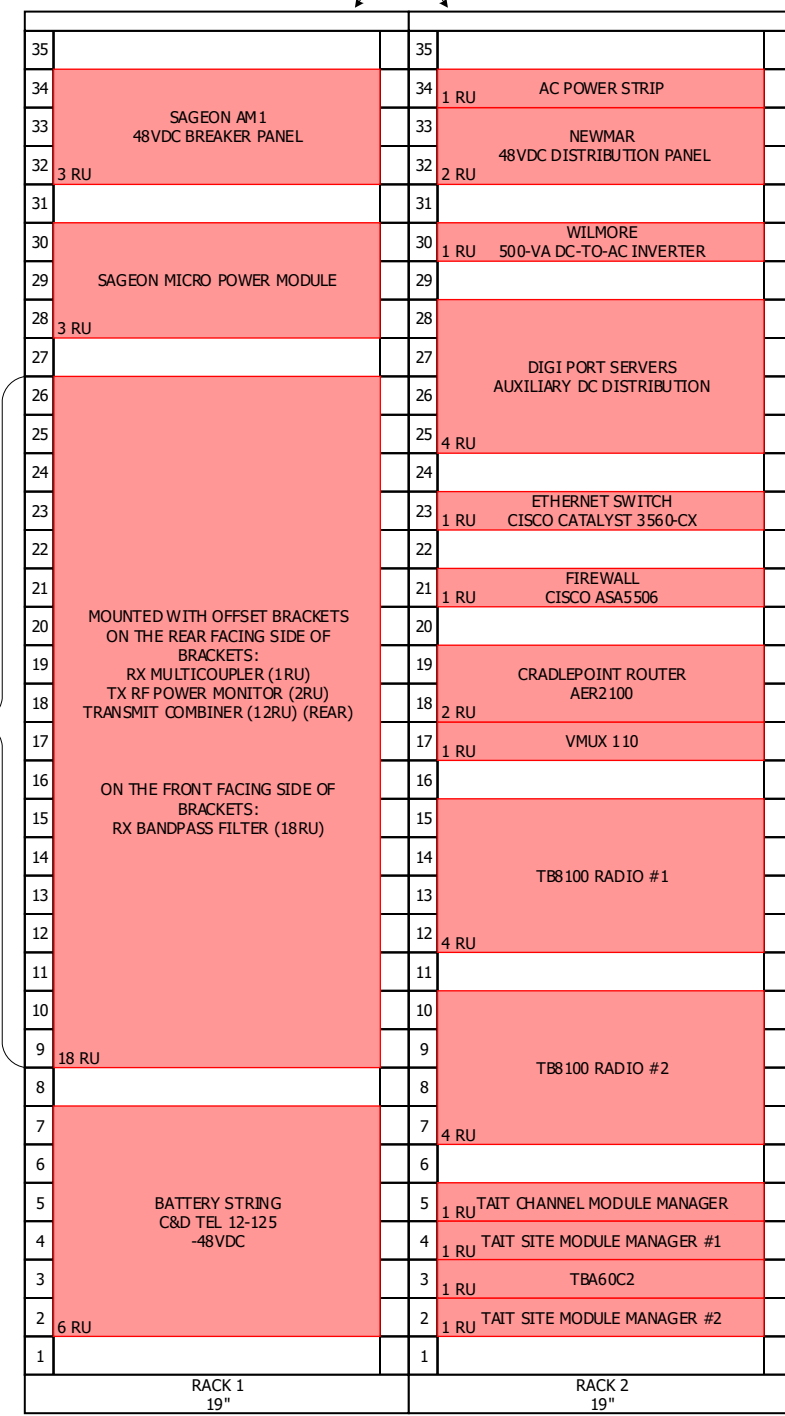 35
34
SAGEON AM1
48VDC BREAKER PANEL
33
32
3 RU
31
30
SAGEON MICRO POWER MODULE
29
28
3 RU
27
26
25
24
23
22
21
20
19
18
17
16
15
14
13
12
11
10
9
MOUNTED WITH OFFSET BRACKETS
ON THE REAR FACING SIDE OF
BRACKETS:
RX MULTICOUPLER (1RU)
TX RF POWER MONITOR (2RU)
TRANSMIT COMBINER (12RU) (REAR)
ON THE FRONT FACING SIDE OF
BRACKETS:
RX BANDPASS FILTER (18RU)
18 RU
8
7
6
5
4
3
2
BATTERY STRING
C&D TEL 12-125
-48VDC
6 RU
1
RACK 1
19"
35
34
1 RU AC POWER STRIP
33
32
NEWMAR
48VDC DISTRIBUTION PANEL
2 RU
31
30
WILMORE
1 RU 500-VA DC-TO-AC INVERTER
29
28
27
26
25
DIGI PORT SERVERS
AUXILIARY DC DISTRIBUTION
4 RU
24
23
ETHERNET SWITCH
1 RU CISCO CATALYST 3560-CX
22
21
FIREWALL
1 RU CISCO ASA5506
20
19
18
CRADLEPOINT ROUTER
AER2100
2 RU
17
1 RU VMUX 110
16
15
14
13
12
TB8100 RADIO #1
4 RU
11
10
9
8
7
TB8100 RADIO #2
4 RU
6
5
1 RU TAIT CHANNEL MODULE MANAGER
4
1 RU TAIT SITE MODULE MANAGER #1
3
1 RU TBA60C2
2
1 RU TAIT SITE MODULE MANAGER #2
1
RACK 2
19"